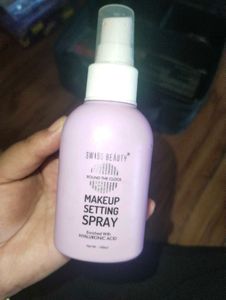 SWISS BEAUTY
ROUND THE CLOCK
MAKEUP
SETTING
SPRAY
Enriched With
HYALURONIC ACID